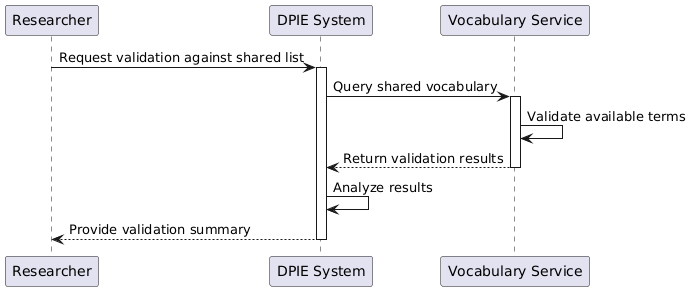 Researcher
DPIE System
Vocabulary Service
Request validation against shared list
Query shared vocabulary
Validate available terms
Return validation results
Analyze results
Provide validation summary
Researcher
DPIE System
Vocabulary Service